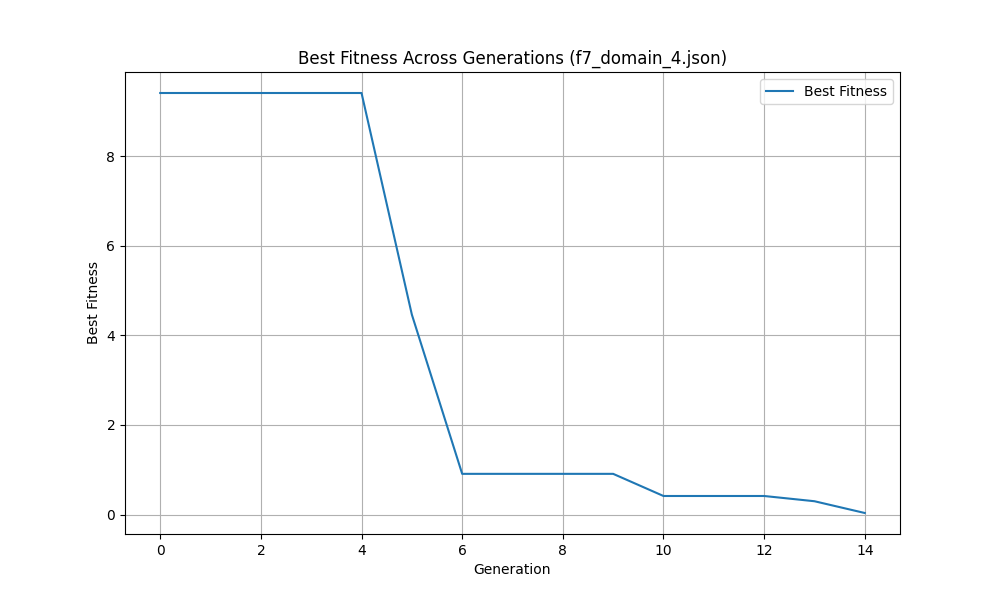 Best Fitness Across Generations (f7_domain_4.json)
Best Fitness
8
6
4
2
0
Best Fitness
0 2 4 6 8 10 12 14
Generation